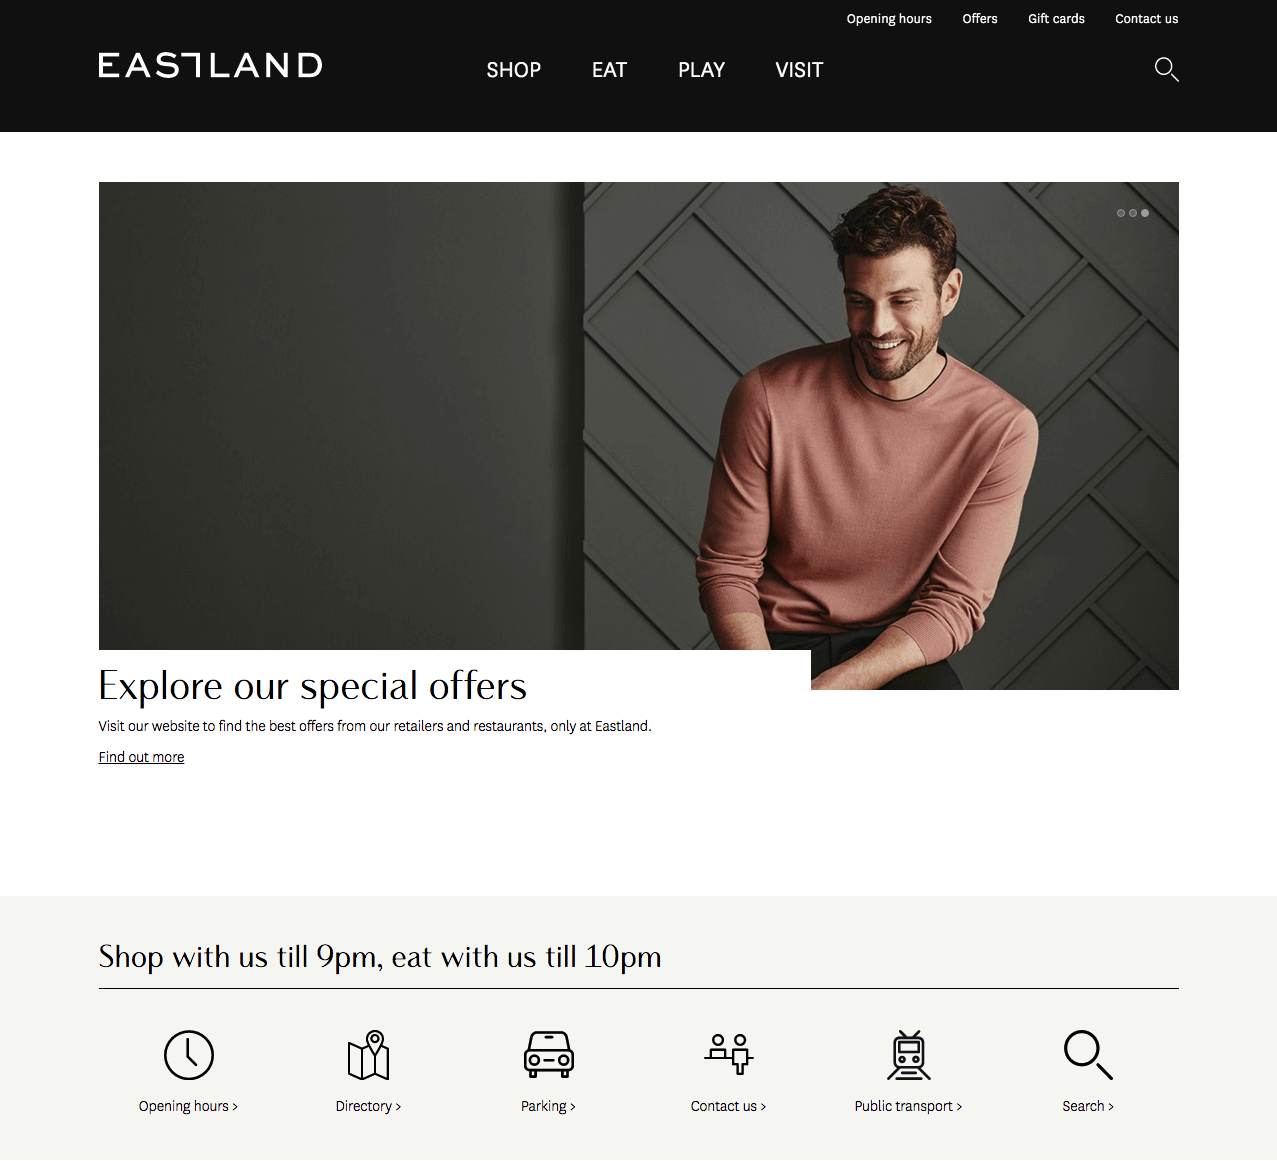 Opening hours Offers Gift cards Contact us
EASTLAND SHOP EAT PLAY VISIT
Explore our special offers
Visit our website to find the best offers from our retailers and restaurants, only at Eastland.
Find out more
Shop with us till 9pm, eat with us till 10pm
Opening hours > Directory > Parking > Contact us > Public transport > Search >